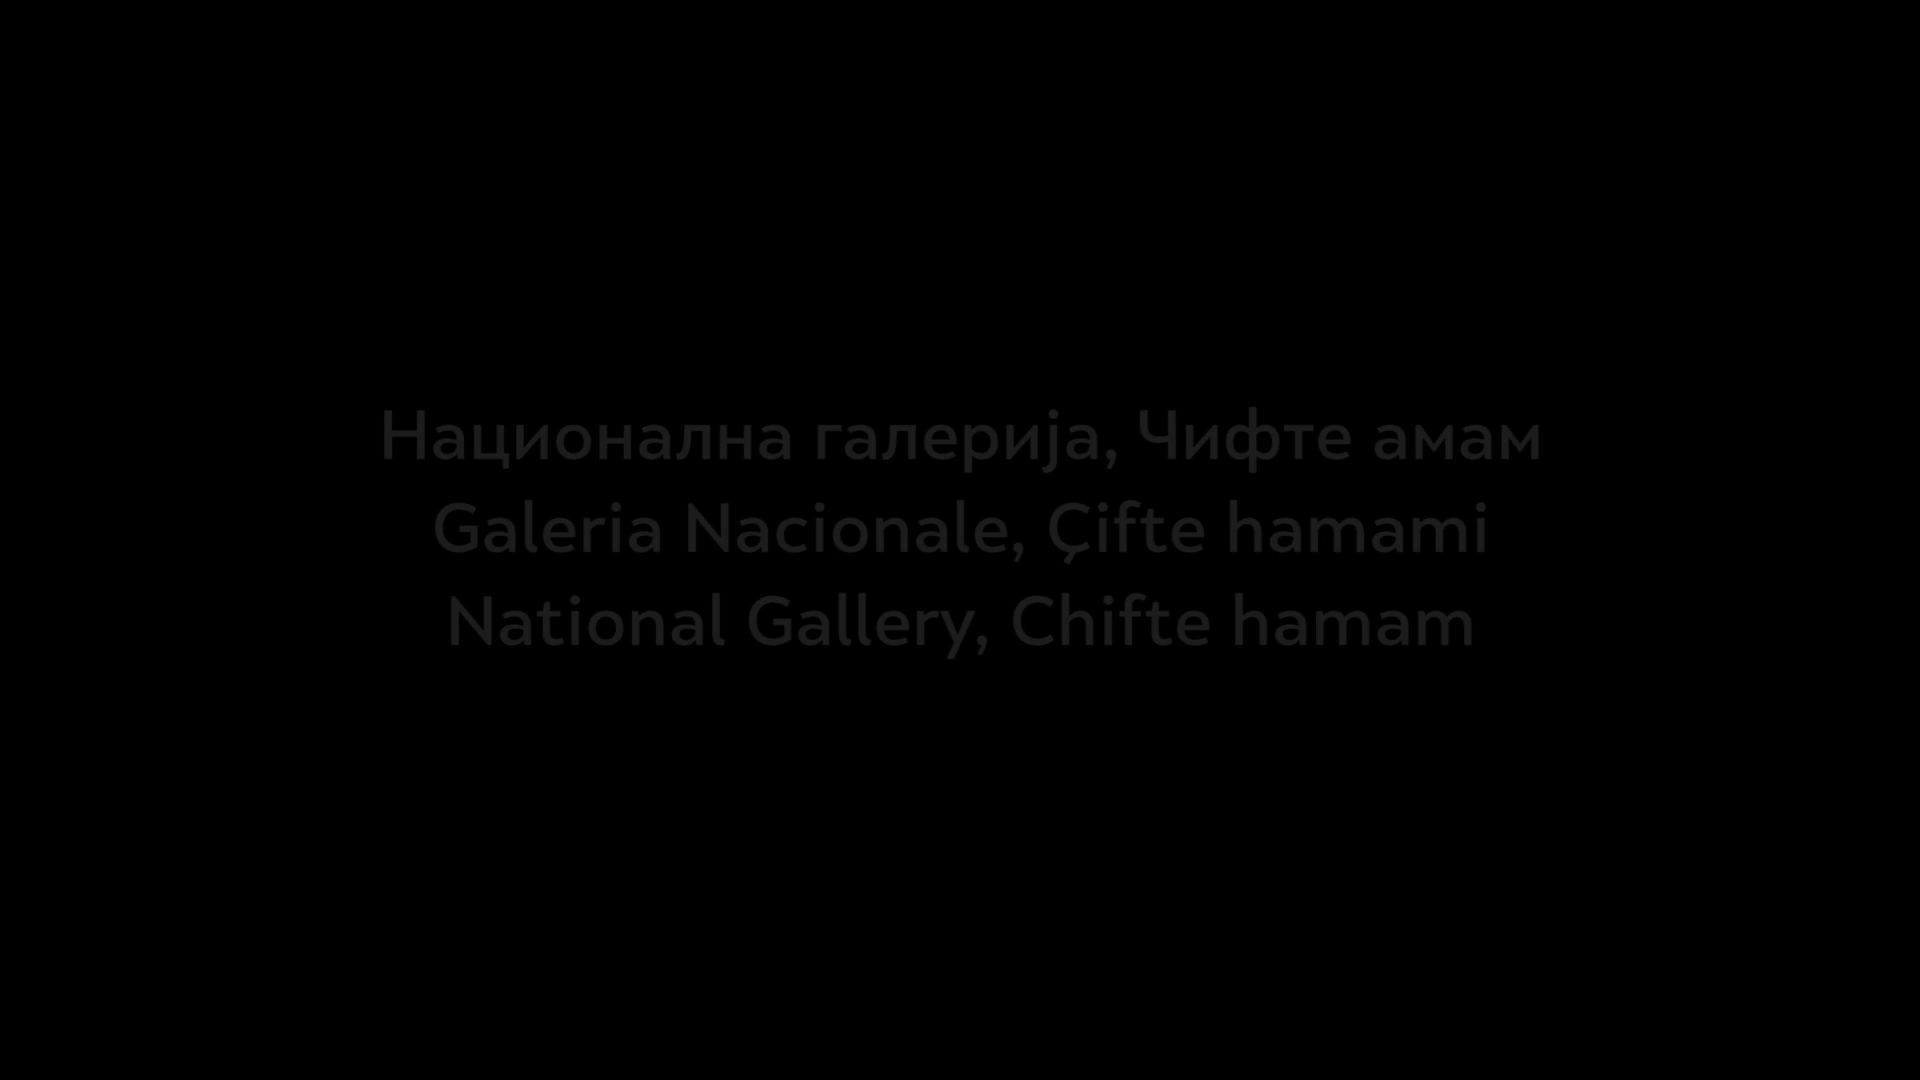 Национална галерија, Чифте амам
Galeria Nacionale, Çifte hamami
National Gallery, Chifte hamam